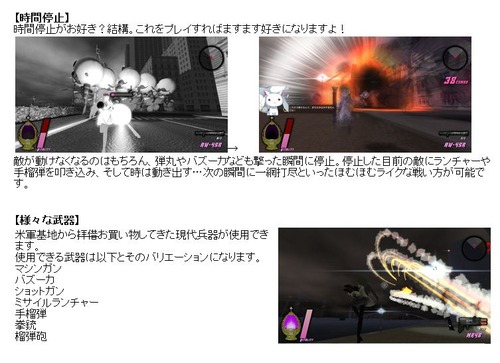 【時間停止】
時間停止がお好き？結構。これをプレイすればますます好きになりますよ！
→
敵が動けなくなるのはもちろん、弾丸やバズーカなども撃った瞬間に停止。停止した目前の敵にランチャーや
手榴弾を叩き込み、そして時は動き出す…次の瞬間に一網打尽といったほむほむライクな戦い方が可能で
す。
【様々な武器】
米軍基地から拝借お買い物してきた現代兵器が使用でき
ます。
使用できる武器は以下とそのバリエーションになります。
マシンガン
バズーカ
ショットガン
ミサイルランチャー
手榴弾
拳銃
榴弾砲